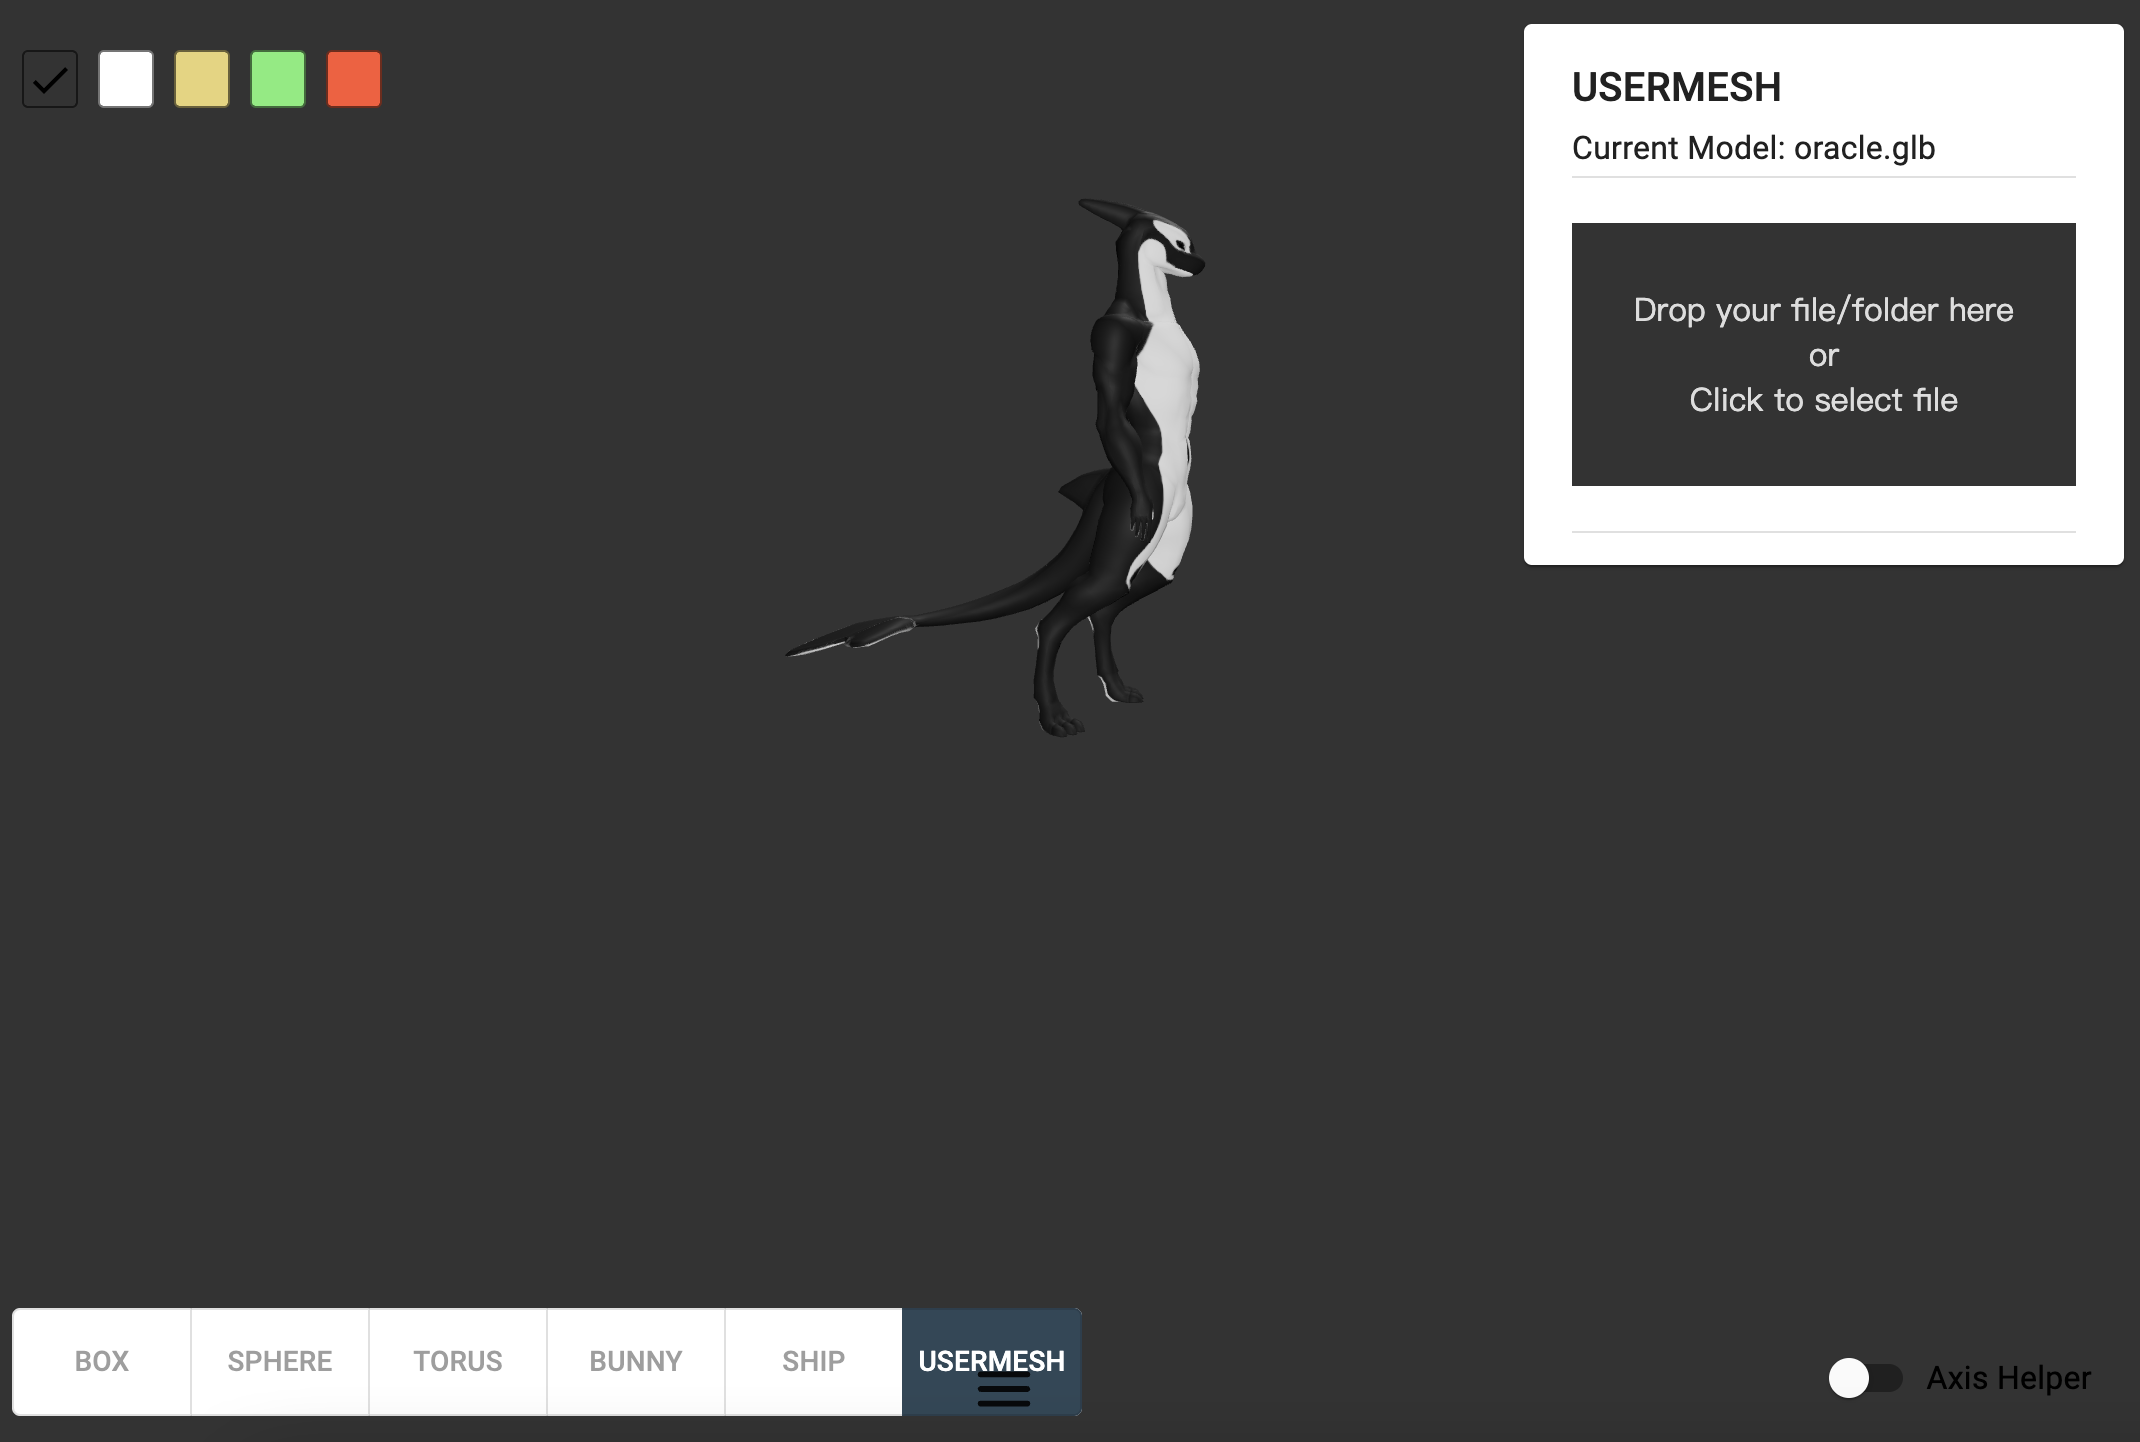 USERMESH
Current Model: oracle.glb
Drop your file/folder here
or
Click to select file
BOX
SPHERE
TORUS
BUNNY
SHIP
USERMESH
Axis Helper